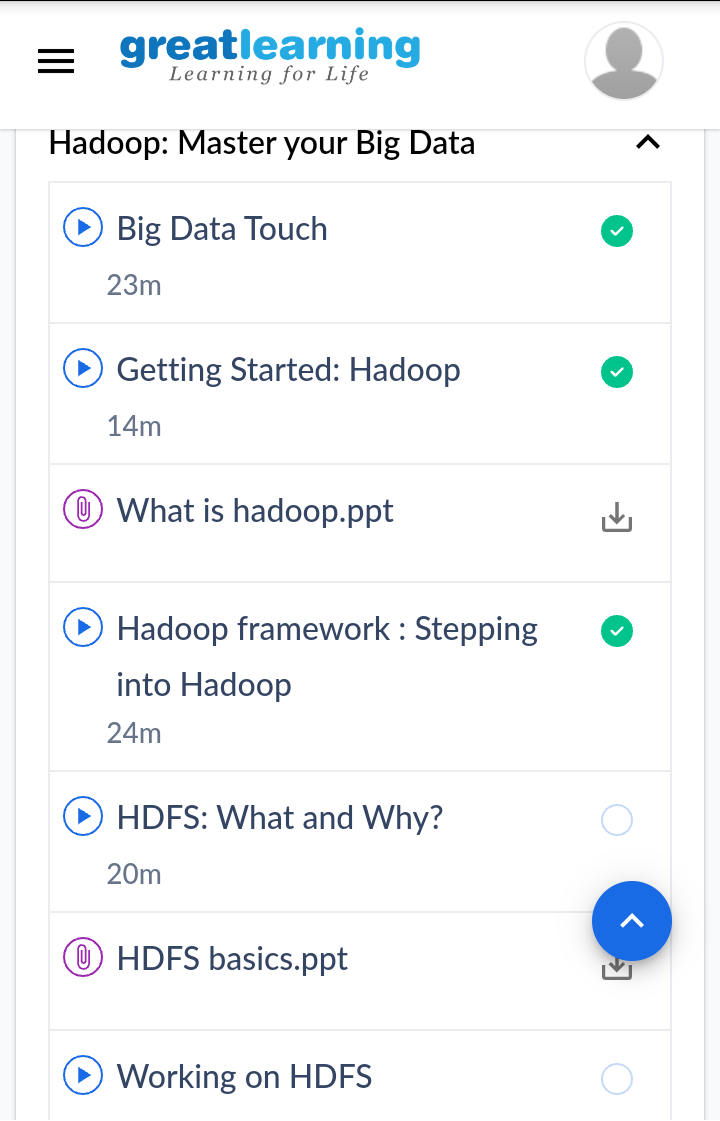 greatlearning
Learning for Life
Hadoop: Master your Big Data
Big Data Touch
23m
Getting Started: Hadoop
14m
What is hadoop.ppt
Hadoop framework : Stepping
into Hadoop
24m
HDFS: What and Why?
20m
HDFS basics.ppt
Working on HDFS